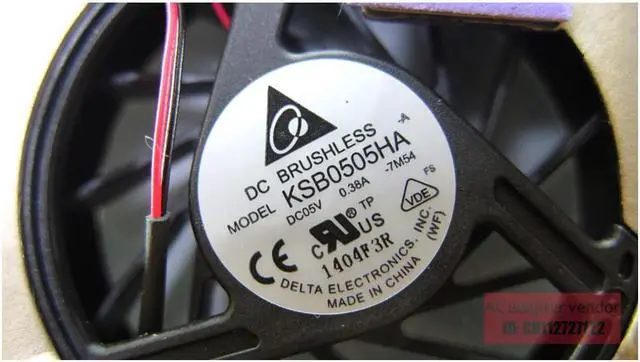 DC BRUSHLESS -A
MODEL KSB0505HA
DC05V 0.38A -7M54
FS
TP
VDE
C RU ® US
CE 1404F3R
DELTA ELECTRONICS, INC.
(WF)
MADE IN CHINA